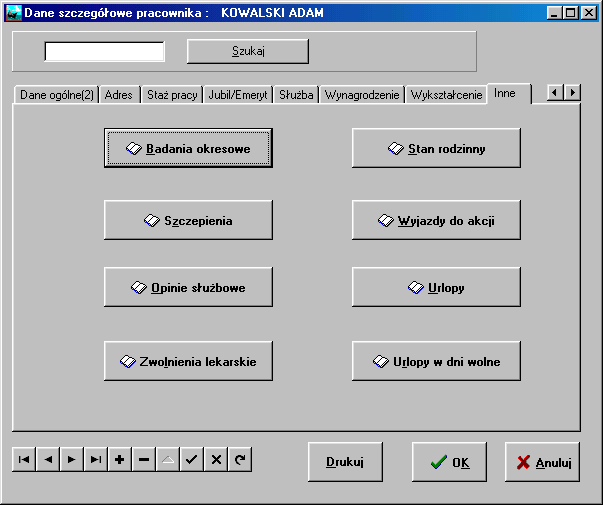 Dane szczegółowe pracownika :   KOWALSKI ADAM
Szukaj
Dane ogólne(2) Adres Staż pracy Jubil/Emeryt Służba Wynagrodzenie Wykształcenie Inne
Badania okresowe Stan rodzinny
Szczepienia Wyjazdy do akcji
Opinie służbowe Urlopy
Zwolnienia lekarskie Urlopy w dni wolne
Drukuj OK Anuluj